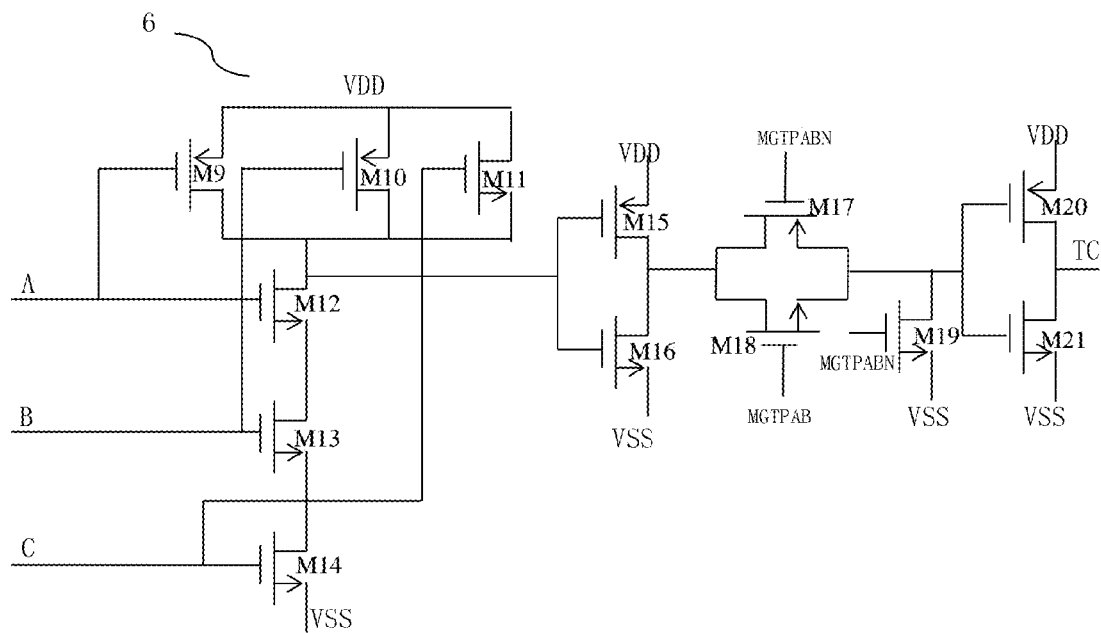 6
VDD
M9
M10
M11
A
M12
B
M13
C
M14
VSS
VDD
M15
M16
VSS
MGTPABN
M17
M18
MGTPAB
MGTPABN
M19
VSS
VDD
M20
TC
M21
VSS